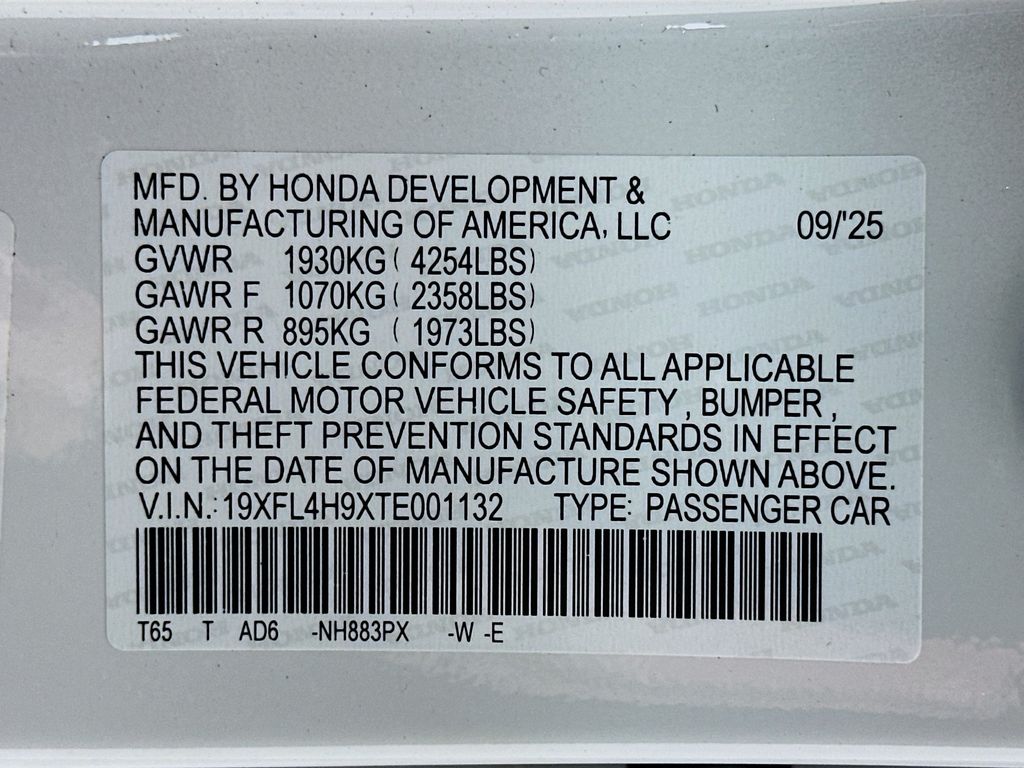 MFD. BY HONDA DEVELOPMENT &
MANUFACTURING OF AMERICA, LLC 09/'25
GVWR 1930KG ( 4254LBS)
GAWR F 1070KG ( 2358LBS)
GAWR R 895KG ( 1973LBS)
THIS VEHICLE CONFORMS TO ALL APPLICABLE
FEDERAL MOTOR VEHICLE SAFETY , BUMPER ,
AND THEFT PREVENTION STANDARDS IN EFFECT
ON THE DATE OF MANUFACTURE SHOWN ABOVE.
V.I.N.: 19XFL4H9XTE001132 TYPE: PASSENGER CAR
T65 T AD6 -NH883PX -W -E